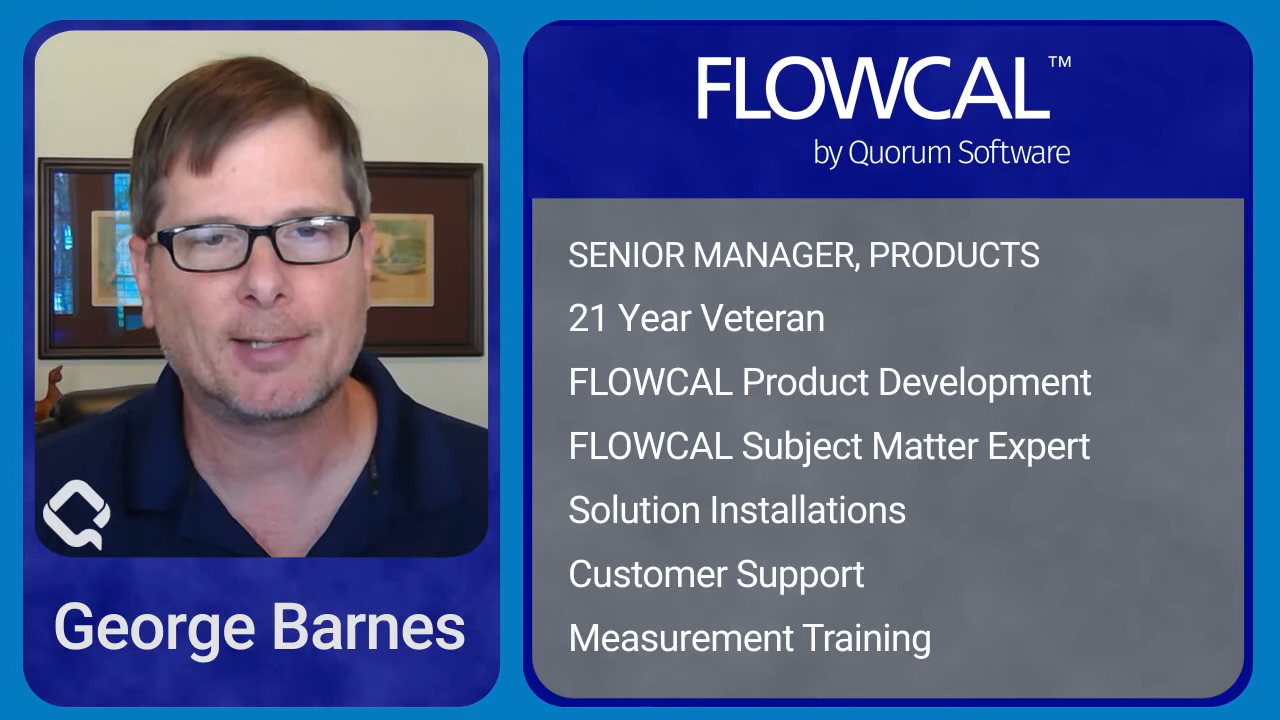 George Barnes
FLOWCAL™
by Quorum Software
SENIOR MANAGER, PRODUCTS
21 Year Veteran
FLOWCAL Product Development
FLOWCAL Subject Matter Expert
Solution Installations
Customer Support
Measurement Training